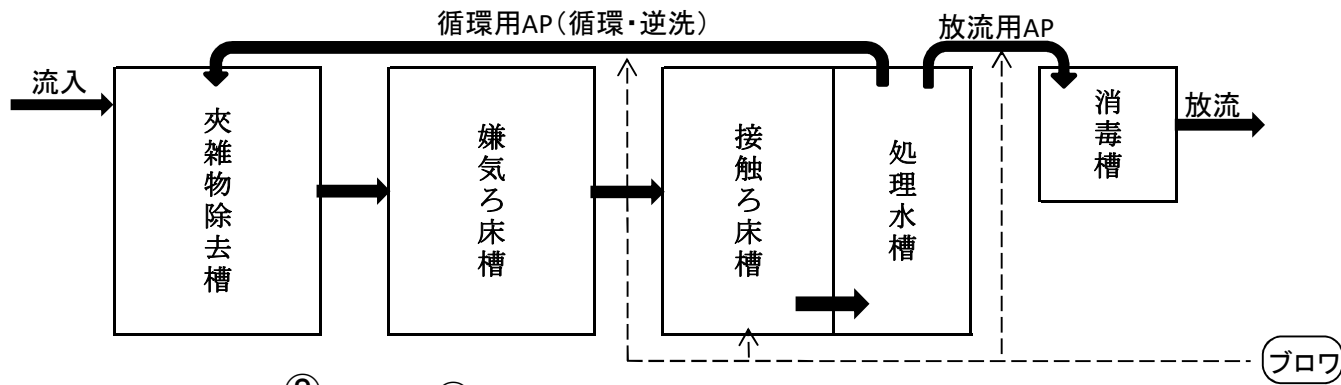 循環用AP(循環・逆洗)
放流用AP
流入
夾雑物除去槽
嫌気ろ床槽
接触ろ床槽
処理水槽
消毒槽
放流
ブロワ